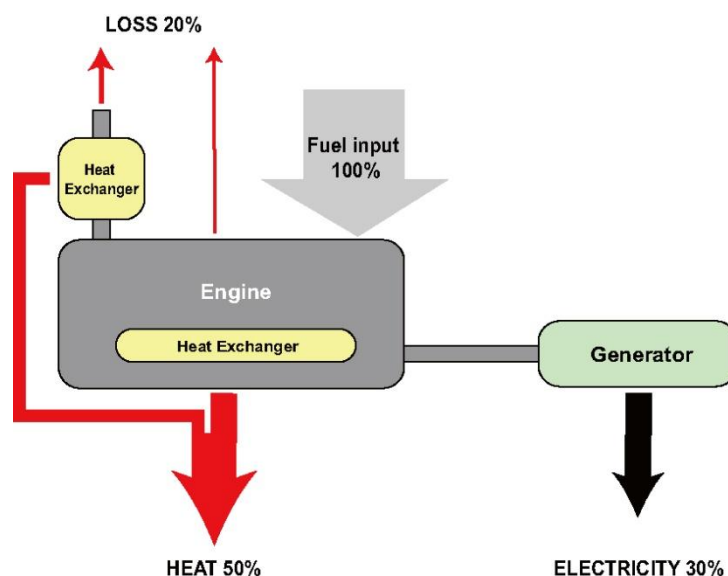 LOSS 20%
Fuel input
100%
Heat
Exchanger
Engine
Heat Exchanger
Generator
HEAT 50%
ELECTRICITY 30%